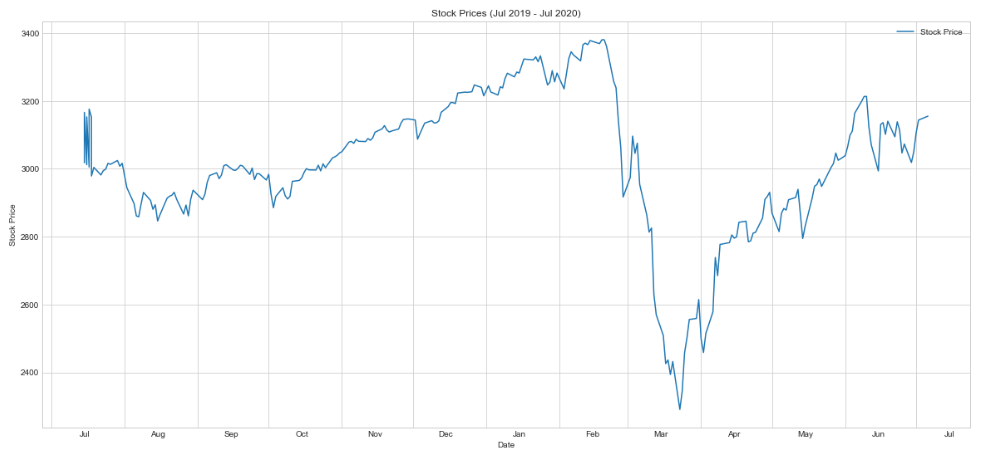 Stock Prices (Jul 2019 - Jul 2020)
Stock Price
3400
3200
3000
2800
2600
2400
Stock Price
Jul Aug Sep Oct Nov Dec Jan Feb Mar Apr May Jun Jul
Date